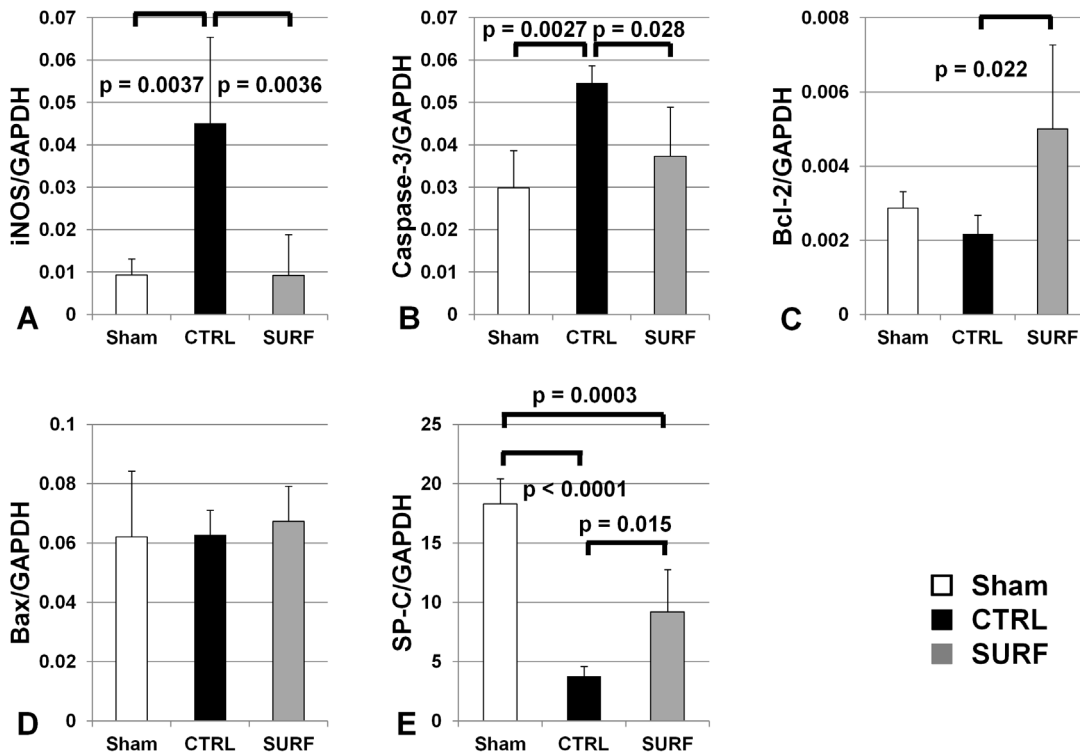 iNOS/GAPDH
0.07
0.06
0.05
0.04
0.03
0.02
0.01
0
p = 0.0037
p = 0.0036
Sham CTRL SURF
A
Caspase-3/GAPDH
0.07
0.06
0.05
0.04
0.03
0.02
0.01
0
p = 0.0027
p = 0.028
Sham CTRL SURF
B
Bcl-2/GAPDH
0.008
0.006
0.004
0.002
0
p = 0.022
Sham CTRL SURF
C
Bax/GAPDH
0.1
0.08
0.06
0.04
0.02
0
Sham CTRL SURF
D
SP-C/GAPDH
25
20
15
10
5
0
p = 0.0003
p < 0.0001
p = 0.015
Sham CTRL SURF
E
Sham
CTRL
SURF